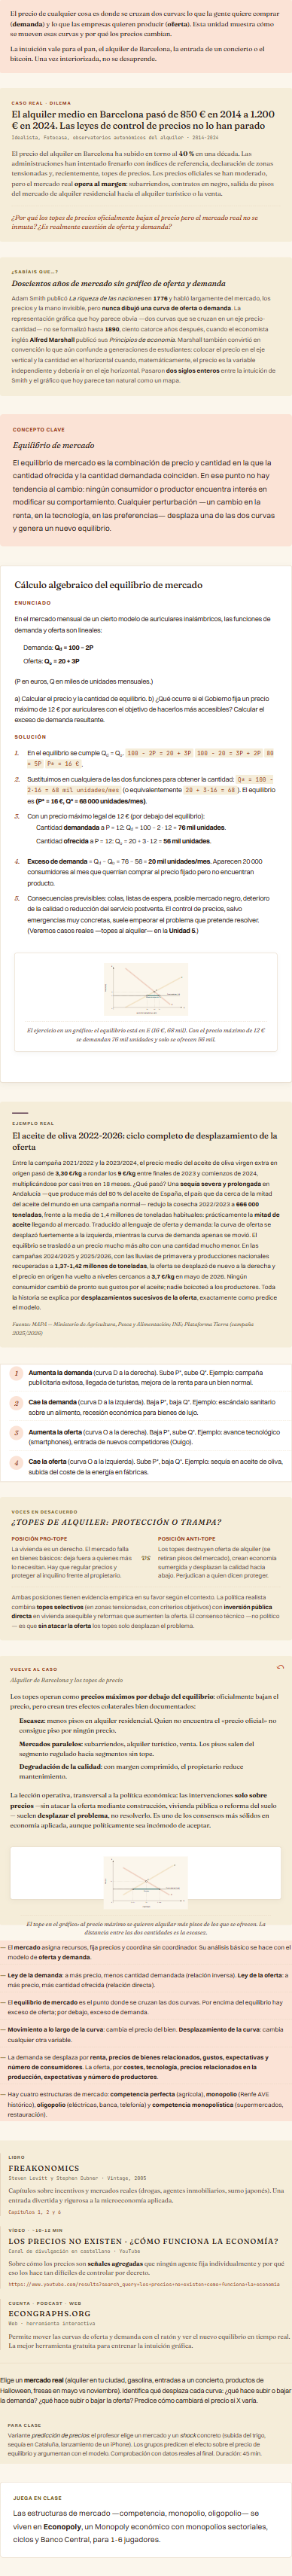 El precio de cualquier cosa es donde se cruzan dos curvas: lo que la gente quiere comprar
(demanda) y lo que las empresas quieren producir (oferta). Esta unidad muestra cómo
se mueven esas curvas y por qué los precios cambian.
La intuición vale para el pan, el alquiler de Barcelona, la entrada de un concierto o el
bitcoin. Una vez interiorizada, no se desaprende.
CASO REAL · DILEMA
El alquiler medio en Barcelona pasó de 850 € en 2014 a 1.200
€ en 2024. Las leyes de control de precios no lo han parado
Idealista, Fotocasa, observatorios del alquiler · 2014-2024
El precio del alquiler en Barcelona ha subido en torno al 40 % en una década. Las
administraciones han intentado frenarlo con índices de referencia, declaración de zonas
tensionadas y, recientemente, topes de precios. Los precios oficiales se han moderado,
pero el mercado real opera al margen: subarriendos, contratos en negro, salida de pisos
del mercado de alquiler residencial hacia el alquiler turístico o directamente a venta.
¿Por qué los topes de precios oficialmente bajan el precio pero el mercado real no se
inmuta? ¿Es realmente cuestión de oferta y demanda?
¿SABÍAIS QUE...?
Doscientos años de mercado sin gráfico de oferta y demanda
Adam Smith publicó La riqueza de las naciones en 1776 y habló largamente del mercado, los
precios y la mano invisible, pero nunca dibujó una curva de oferta o demanda. La
representación gráfica que hoy parece obvia —dos curvas que se cruzan en un eje precio-
cantidad— no se formalizó hasta 1890, ciento catorce años después, cuando el economista
inglés Alfred Marshall publicó sus Principios de economía. Marshall también convirtió en
convención lo que aún confunde a generaciones de estudiantes: colocar el precio en el eje
vertical y la cantidad en el horizontal cuando, matemáticamente, el precio es la variable
independiente y debería ir en el eje horizontal. Pasaron dos siglos enteros entre la intuición de
Smith y el gráfico que hoy parece tan natural como un mapa.
CONCEPTO CLAVE
Equilibrio de mercado
El equilibrio de mercado es la combinación de precio y cantidad en la que la
cantidad ofrecida y la cantidad demandada coinciden. En ese punto no hay
tendencia al cambio: ningún consumidor o productor encuentra interés en
modificar su comportamiento. Cualquier perturbación —un cambio en la
renta, en la tecnología, en las preferencias— desplaza una de las dos curvas
y genera un nuevo equilibrio.
Cálculo algebraico del equilibrio de mercado
ENUNCIADO
En el mercado mensual de un cierto modelo de auriculares inalámbricos, las funciones de
demanda y oferta son lineales:
Demanda: Qd = 100 − 2P
Oferta: Qo = 20 + 3P
(P en euros, Q en miles de unidades mensuales.)
a) Calcular el precio y la cantidad de equilibrio. b) ¿Qué ocurre si el Gobierno fija un precio
máximo de 12 € por auriculares con el objetivo de hacerlos más accesibles? Calcular el
exceso de demanda resultante.
SOLUCIÓN
1. En el equilibrio se cumple Qd = Qo. 100 - 2P = 20 + 3P 100 - 20 = 3P + 2P 80
= 5P P* = 16 € .
2. Sustituimos en cualquiera de las dos funciones para obtener la cantidad. Q* = 100 -
2·16 = 68 mil unidades/mes (o equivalentemente 20 + 3·16 = 68 ). El equilibrio
es (P* = 16 €, Q* = 68 000 unidades/mes).
3. Con un precio máximo legal de 12 € (por debajo del equilibrio):
Cantidad demandada a P = 12: Qd = 100 − 2 · 12 = 76 mil unidades.
Cantidad ofrecida a P = 12: Qo = 20 + 3 · 12 = 56 mil unidades.
4. Exceso de demanda = Qd − Qo = 76 − 56 = 20 mil unidades/mes. Aparecen 20 000
consumidores al mes que querrían comprar al precio fijado pero no encuentran
producto.
5. Consecuencias previsibles: colas, listas de espera, posible mercado negro, deterioro
de la calidad o reducción del servicio postventa. El control de precios, salvo
emergencias muy concretas, suele empeorar el problema que pretende resolver.
(Veremos casos reales —topes al alquiler— en la Unidad 5.)
El ejercicio en un gráfico: el equilibrio está en E (16 €, 68 mil). Con el precio máximo de 12 €
se demandan 76 mil unidades y solo se ofrecen 56 mil.
EJEMPLO REAL
El aceite de oliva 2022-2026: ciclo completo de desplazamiento de la
oferta
Entre la campaña 2021/2022 y la 2023/2024, el precio medio del aceite de oliva virgen extra en
origen pasó de 3,30 €/kg a rondar los 9 €/kg entre finales de 2023 y comienzos de 2024,
multiplicándose por casi tres en 18 meses. ¿Qué pasó? Una sequía severa y prolongada en
Andalucía —que produce más del 80 % del aceite de España, el país que da cerca de la mitad
del aceite del mundo en una campaña normal— redujo la cosecha 2022/2023 a 666 000
toneladas, frente a la media de 1,4 millones de toneladas habituales: prácticamente la mitad de
aceite llegando al mercado. Traducido al lenguaje de oferta y demanda: la curva de oferta se
desplazó fuertemente a la izquierda, mientras la curva de demanda apenas se movió. El
equilibrio se trasladó a un precio mucho más alto con una cantidad mucho menor. En las
campañas 2024/2025 y 2025/2026, con las lluvias de primavera y producciones nacionales
recuperadas a 1,37-1,42 millones de toneladas, la oferta se desplazó de nuevo a la derecha y
el precio en origen ha vuelto a niveles cercanos a 3,7 €/kg en mayo de 2026. Ningún
consumidor cambió de pronto sus gustos por el aceite; nadie boicoteó a los productores. Toda
la historia se explica por desplazamientos sucesivos de la oferta, exactamente como predice
el modelo.
Fuente: MAPA — Ministerio de Agricultura, Pesca y Alimentación; INE; Plataforma Tierra (campaña
2025/2026)
1 Aumenta la demanda (curva D a la derecha). Sube P*, sube Q*. Ejemplo: campaña
publicitaria exitosa, llegada de turistas, mejora de la renta para un bien normal.
2 Cae la demanda (curva D a la izquierda). Baja P*, baja Q*. Ejemplo: escándalo sanitario
sobre un alimento, recesión económica para bienes de lujo.
3 Aumenta la oferta (curva O a la derecha). Baja P*, sube Q*. Ejemplo: avance tecnológico
(smartphones), entrada de nuevos competidores (Ouigo).
4 Cae la oferta (curva O a la izquierda). Sube P*, baja Q*. Ejemplo: sequía en aceite de oliva,
subida del coste de la energía en fábricas.
VOCES EN DESACUERDO
¿TOPES DE ALQUILER: PROTECCIÓN O TRAMPA?
POSICIÓN PRO-TOPE
La vivienda es un derecho. El mercado falla
en bienes básicos: deja fuera a quienes más
lo necesitan. Hay que regular precios y
proteger al inquilino frente al propietario.
vs
POSICIÓN ANTI-TOPE
Los topes destruyen oferta de alquiler (se
retiran pisos del mercado), crean economía
sumergida y desplazan la calidad hacia
abajo. Perjudican a quien dicen proteger.
Ambas posiciones tienen evidencia empírica en su favor según el contexto. La política realista
combina topes selectivos (en zonas tensionadas, con criterios objetivos) con inversión pública
directa en vivienda asequible y reformas que aumenten la oferta. El consenso técnico —no político
— es que sin atacar la oferta los topes solo desplazan el problema.
VUELVE AL CASO
Alquiler de Barcelona y los topes de precio
Los topes operan como precios máximos por debajo del equilibrio: oficialmente bajan el
precio, pero crean tres efectos colaterales bien documentados:
Escasez: menos pisos en alquiler residencial. Quien no encuentra el «precio oficial» no
consigue piso por ningún precio.
Mercados paralelos: subarriendos, alquiler turístico, venta. Los pisos salen del
segmento regulado hacia segmentos sin tope.
Degradación de la calidad: con margen comprimido, el propietario reduce
mantenimiento.
La lección operativa, transversal a la política económica: las intervenciones solo sobre
precios —sin atacar la oferta mediante construcción, vivienda pública o reforma del suelo
— suelen desplazar el problema, no resolverlo. Es uno de los consensos más sólidos
en economía aplicada, aunque políticamente sea incómodo de aceptar.
El tope en el gráfico: al precio máximo se quieren alquilar más pisos de los que se ofrecen. La
distancia entre las dos cantidades es la escasez.
— El mercado asigna recursos, fija precios y coordina sin coordinador. Su análisis básico se hace con el
modelo de oferta y demanda.
— Ley de la demanda: a más precio, menos cantidad demandada (relación inversa). Ley de la oferta: a
más precio, más cantidad ofrecida (relación directa).
— El equilibrio de mercado es el punto donde se cruzan las dos curvas. Por encima del equilibrio hay
exceso de oferta; por debajo, exceso de demanda.
— Movimiento a lo largo de la curva: cambia el precio del bien. Desplazamiento de la curva: cambia
cualquier otra variable.
— La demanda se desplaza por renta, precios de bienes relacionados, gustos, expectativas y
número de consumidores. La oferta, por costes, tecnología, precios relacionados en la
producción, expectativas y número de productores.
— Hay cuatro estructuras de mercado: competencia perfecta (agrícola), monopolio (Renfe AVE
histórico), oligopolio (eléctricas, banca, telefonía) y competencia monopolística (supermercados,
restauración).
LIBRO
FREAKONOMICS
Steven Levitt y Stephen Dubner · Vintage, 2005
Capítulos sobre incentivos y mercados reales (drogas, agentes inmobiliarios, sumo japonés). Una
entrada divertida y rigurosa a la microeconomía aplicada.
Capítulos 1, 2 y 6
VÍDEO · ~10-12 MIN
LOS PRECIOS NO EXISTEN · ¿CÓMO FUNCIONA LA ECONOMÍA?
Canal de divulgación en castellano · YouTube
Sobre cómo los precios son señales agregadas que ningún agente fija individualmente y por qué
eso los hace tan difíciles de controlar por decreto.
https://www.youtube.com/results?search_query=los+precios+no+existen+como+funciona+la+economia
CUENTA · PODCAST · WEB
ECONGRAPHS.ORG
Web · herramienta interactiva
Permite mover las curvas de oferta y demanda con el ratón y ver el nuevo equilibrio en tiempo real.
La mejor herramienta gratuita para entrenar la intuición gráfica.
Elige un mercado real (alquiler en tu ciudad, gasolina, entradas a un concierto, productos de
Halloween, fresas en mayo vs noviembre). Identifica qué desplaza cada curva: ¿qué hace subir o bajar
la demanda? ¿qué hace subir o bajar la oferta? Predice cómo cambiará el precio si X varía.
PARA CLASE
Variante predicción de precios: el profesor elige un mercado y un shock concreto (subida del trigo,
sequía en Cataluña, lanzamiento de un iPhone). Los grupos predicen el efecto sobre el precio de
equilibrio y argumentan con el modelo. Comprobación con datos reales al final. Duración: 45 min.
JUEGA EN CLASE
Las estructuras de mercado —competencia, monopolio, oligopolio— se
viven en Econopoly, un Monopoly económico con monopolios sectoriales,
ciclos y Banco Central, para 1-6 jugadores.